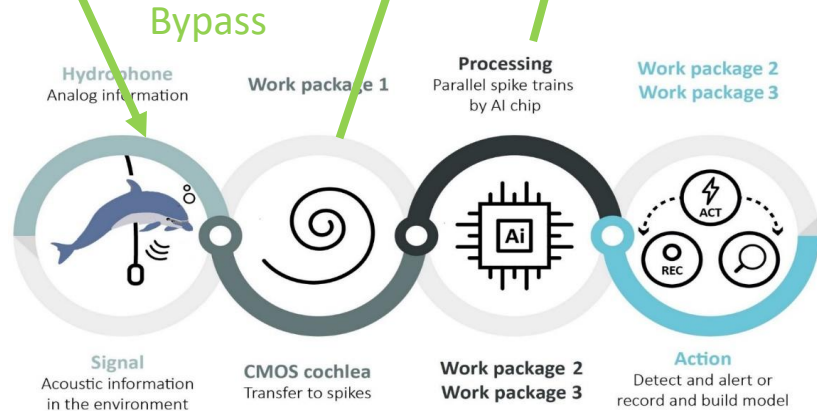 Bypass
Hydrophone
Analog information
Work package 1
Processing
Parallel spike trains
by AI chip
Work package 2
Work package 3
Ai
ACT
REC
Signal
Acoustic information
in the environment
CMOS cochlea
Transfer to spikes
Work package 2
Work package 3
Action
Detect and alert or
record and build model